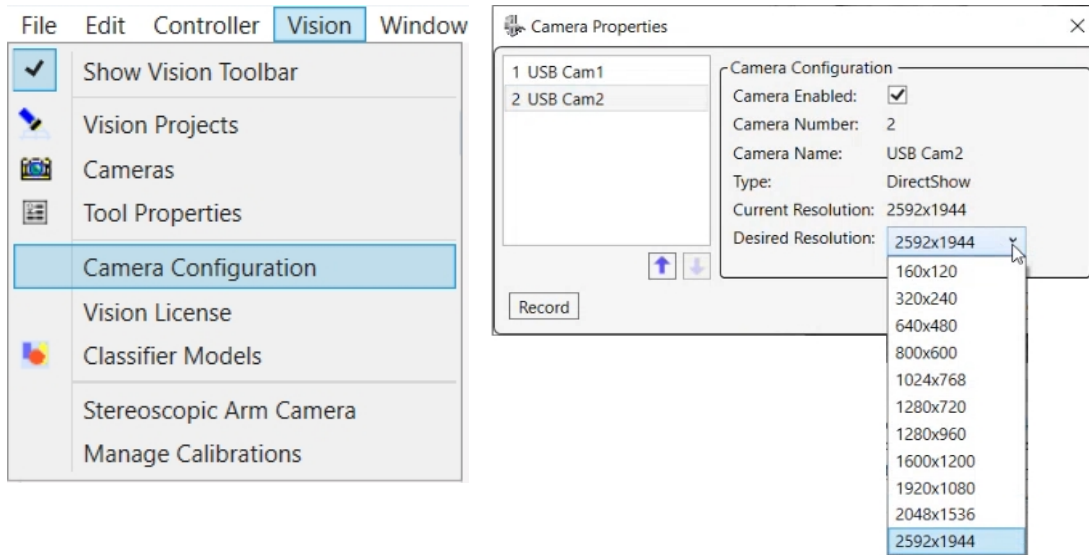 File Edit Controller Vision Window
Show Vision Toolbar
Vision Projects
Cameras
Tool Properties
Camera Configuration
Vision License
Classifier Models
Stereoscopic Arm Camera
Manage Calibrations
Camera Properties
1 USB Cam1
2 USB Cam2
Record
Camera Configuration
Camera Enabled:
Camera Number: 2
Camera Name: USB Cam2
Type: DirectShow
Current Resolution: 2592x1944
Desired Resolution: 2592x1944
160x120
320x240
640x480
800x600
1024x768
1280x720
1280x960
1600x1200
1920x1080
2048x1536
2592x1944